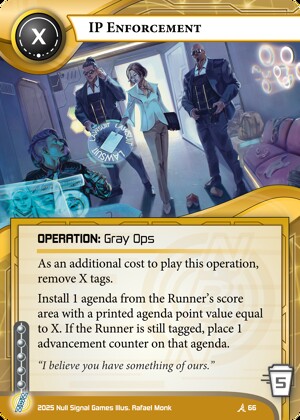 X
IP Enforcement
CONSUMER GRADE
LAWSUIT
OPERATION: Gray Ops
As an additional cost to play this operation,
remove X tags.
Install 1 agenda from the Runner’s score
area with a printed agenda point value equal
to X. If the Runner is still tagged, place 1
advancement counter on that agenda.
“I believe you have something of ours.”
5
2025 Null Signal Games Illus. Rafael Monk
66